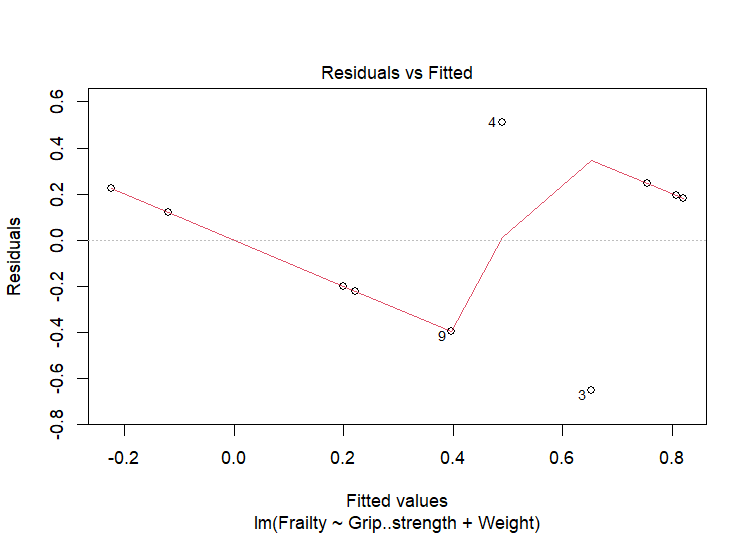 Residuals vs Fitted
Residuals
0.6
0.4
0.2
0.0
-0.2
-0.4
-0.6
-0.8
4
9
3
-0.2 0.0 0.2 0.4 0.6 0.8
Fitted values
lm(Frailty ~ Grip..strength + Weight)